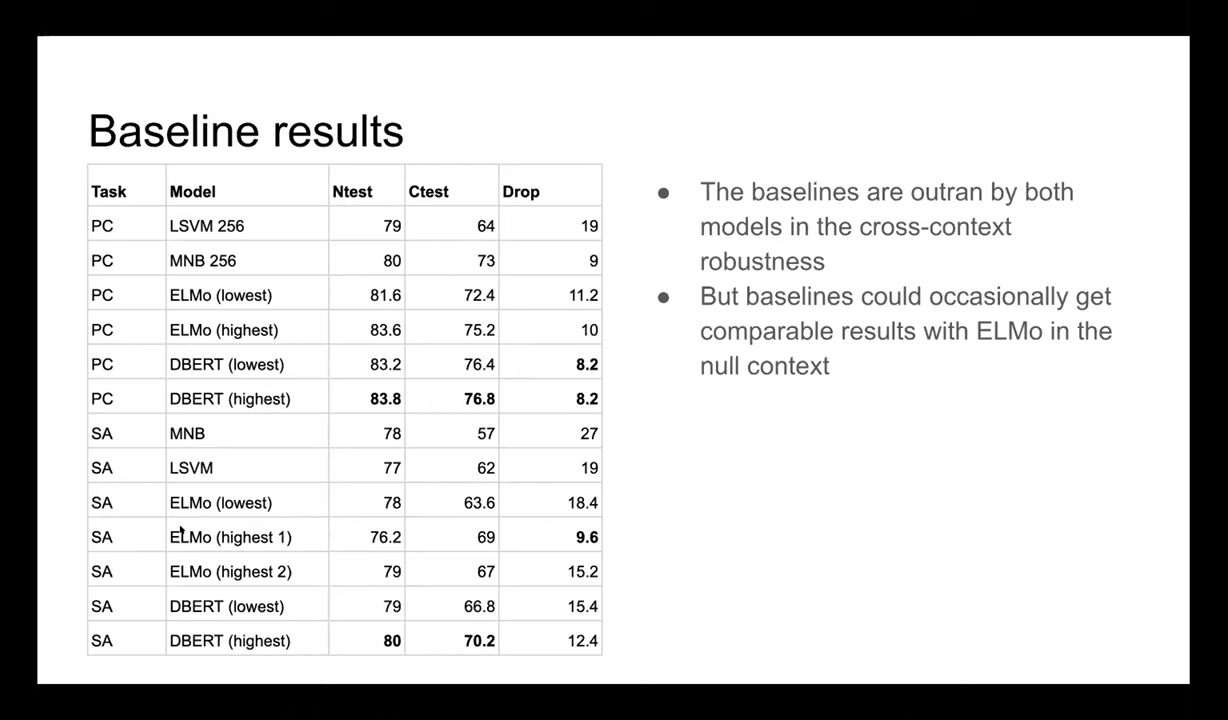 Baseline results
Task Model Ntest Ctest Drop
PC LSVM 256 79 64 19
PC MNB 256 80 73 9
PC ELMo (lowest) 81.6 72.4 11.2
PC ELMo (highest) 83.6 75.2 10
PC DBERT (lowest) 83.2 76.4 8.2
PC DBERT (highest) 83.8 76.8 8.2
SA MNB 78 57 27
SA LSVM 77 62 19
SA ELMo (lowest) 78 63.6 18.4
SA ELMo (highest 1) 76.2 69 9.6
SA ELMo (highest 2) 79 67 15.2
SA DBERT (lowest) 79 66.8 15.4
SA DBERT (highest) 80 70.2 12.4
● The baselines are outran by both
models in the cross-context
robustness
● But baselines could occasionally get
comparable results with ELMo in the
null context